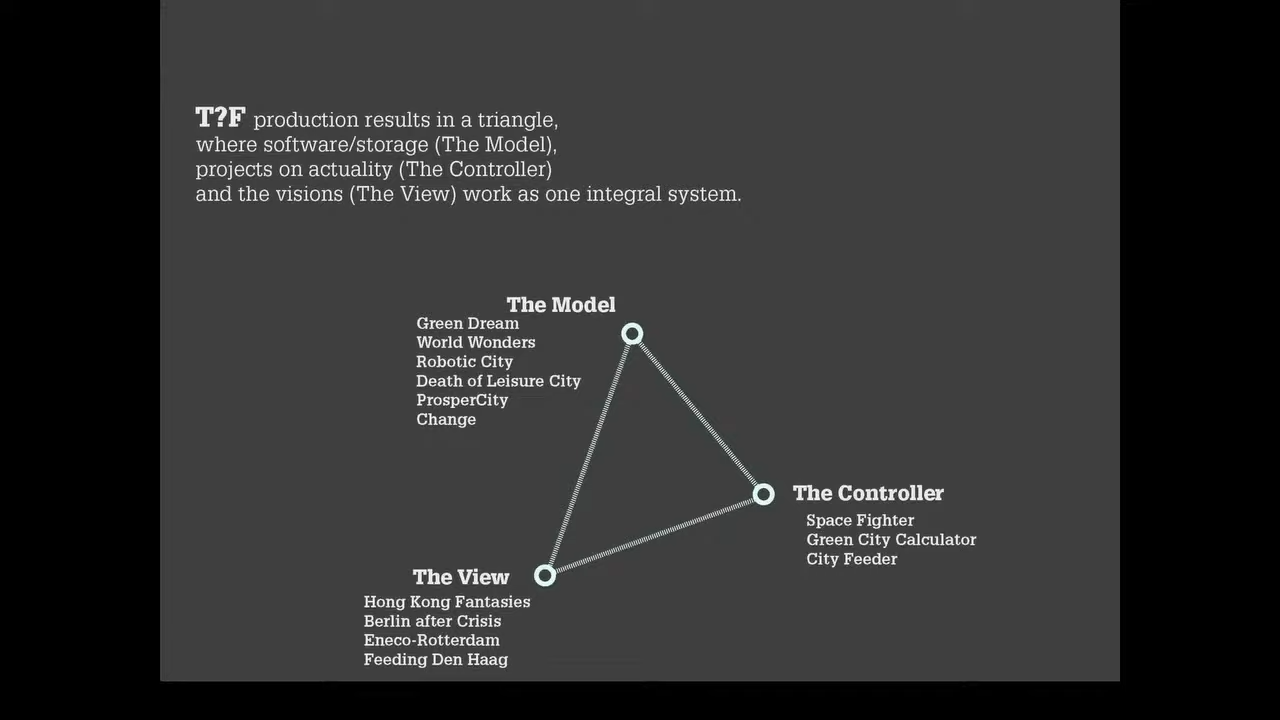 T?F production results in a triangle,
where software/storage (The Model),
projects on actuality (The Controller)
and the visions (The View) work as one integral system.
The Model
Green Dream
World Wonders
Robotic City
Death of Leisure City
ProsperCity
Change
The Controller
Space Fighter
Green City Calculator
City Feeder
The View
Hong Kong Fantasies
Berlin after Crisis
Eneco-Rotterdam
Feeding Den Haag